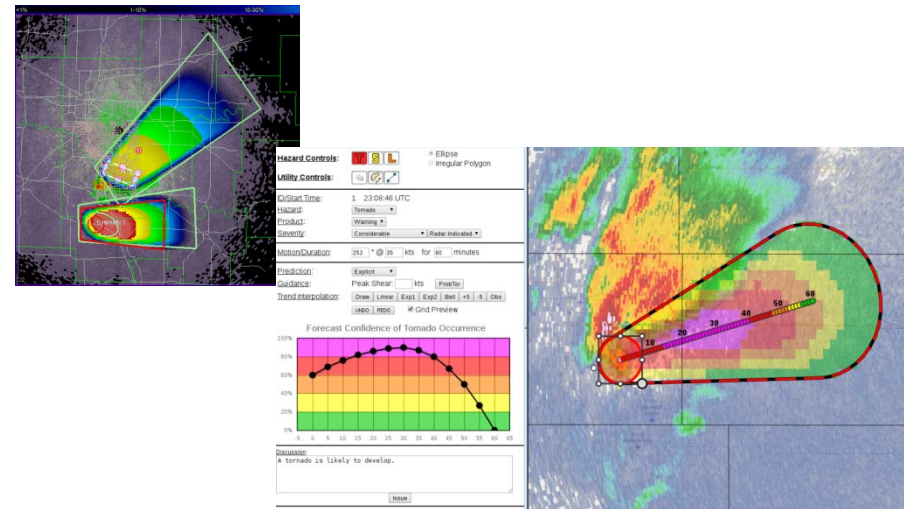 <1% 1-10% 10-20%
Hazard Controls: T S L Ellipse
Irregular Polygon
Utility Controls:
ID/Start Time: 1 23:08:46 UTC
Hazard: Tornado
Product: Warning
Severity: Considerable Radar Indicated
Motion/Duration: 253 ° @ 35 kts for 60 minutes
Prediction: Explicit
Guidance: Peak Shear: kts ProbTor
Trend Interpolation: Draw Linear Exp1 Exp2 Bell +5 -5 Obs
UNDO REDO Grid Preview
Forecast Confidence of Tornado Occurrence
100%
80%
60%
40%
20%
0%
-5 0 5 10 15 20 25 30 35 40 45 50 55 60 65
Discussion
A tornado is likely to develop.
Issue
10 20 30 40 50 60